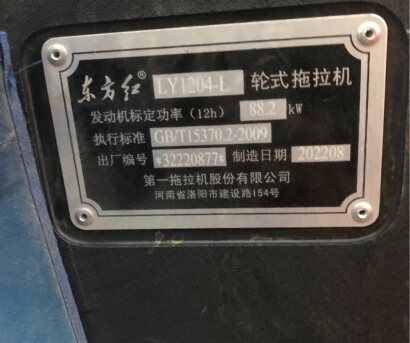 东方红® LY1204-L 轮式拖拉机
发动机标定功率（12h） 88.2 kW
执行标准 GB/T15370.2-2009
出厂编号 *32220877* 制造日期 202208
第一拖拉机股份有限公司
河南省洛阳市建设路154号